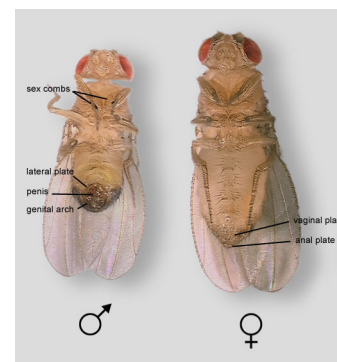 sex combs
lateral plate
penis
genital arch
vaginal pla
anal plate